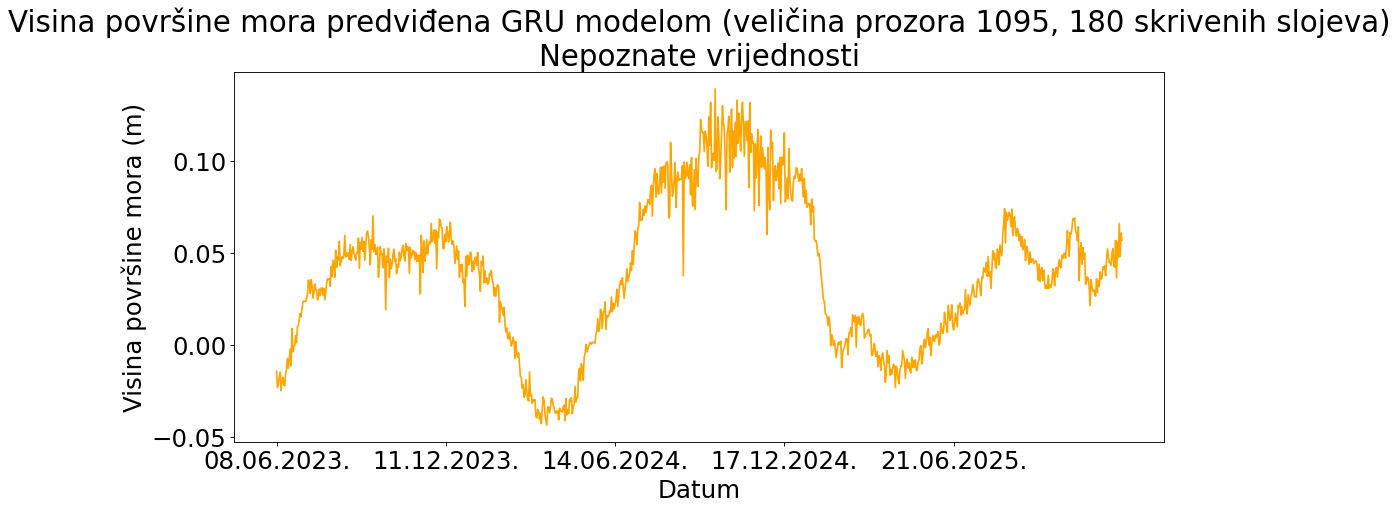 Visina površine mora predviđena GRU modelom (veličina prozora 1095, 180 skrivenih slojeva)
Nepoznate vrijednosti
Visina površine mora (m)
0.10
0.05
0.00
−0.05
08.06.2023. 11.12.2023. 14.06.2024. 17.12.2024. 21.06.2025.
Datum